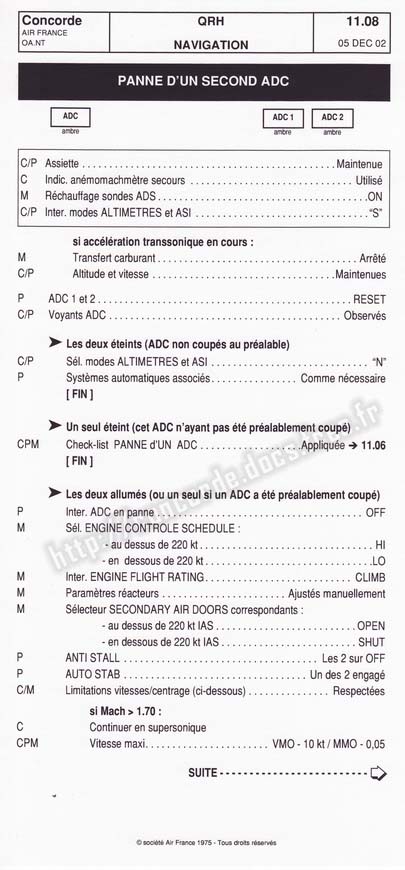 Concorde
AIR FRANCE
OA.NT
QRH
NAVIGATION
11.08
05 DEC 02
PANNE D'UN SECOND ADC
ADC
ambre
ADC 1
ambre
ADC 2
ambre
C/P Assiette . . . . . Maintenue
C Indic. anémomachmètre secours . . . . . Utilisé
M Réchauffage sondes ADS . . . . . ON
C/P Inter. modes ALTIMETRES et ASI . . . . . “S”
si accélération transsonique en cours :
M Transfert carburant . . . . . Arrêté
C/P Altitude et vitesse . . . . . Maintenues
P ADC 1 et 2 . . . . . RESET
C/P Voyants ADC . . . . . Observés
➤ Les deux éteints (ADC non coupés au préalable)
C/P Sél. modes ALTIMETRES et ASI . . . . . “N”
P Systèmes automatiques associés . . . . . Comme nécessaire
[ FIN ]
➤ Un seul éteint (cet ADC n'ayant pas été préalablement coupé)
CPM Check-list PANNE d'UN ADC . . . . . Appliquée ➔ 11.06
[ FIN ]
➤ Les deux allumés (ou un seul si un ADC a été préalablement coupé)
P Inter. ADC en panne . . . . . OFF
M Sél. ENGINE CONTROLE SCHEDULE :
- au dessus de 220 kt . . . . . HI
- en dessous de 220 kt . . . . . LO
M Inter. ENGINE FLIGHT RATING . . . . . CLIMB
M Paramètres réacteurs . . . . . Ajustés manuellement
M Sélecteur SECONDARY AIR DOORS correspondants :
- au dessus de 220 kt IAS . . . . . OPEN
- en dessous de 220 kt IAS . . . . . SHUT
P ANTI STALL . . . . . Les 2 sur OFF
P AUTO STAB . . . . . Un des 2 engagé
C/M Limitations vitesses/centrage (ci-dessous) . . . . . Respectées
si Mach > 1.70 :
C Continuer en supersonique
CPM Vitesse maxi . . . . . VMO - 10 kt / MMO - 0,05
SUITE
© société Air France 1975 - Tous droits réservés